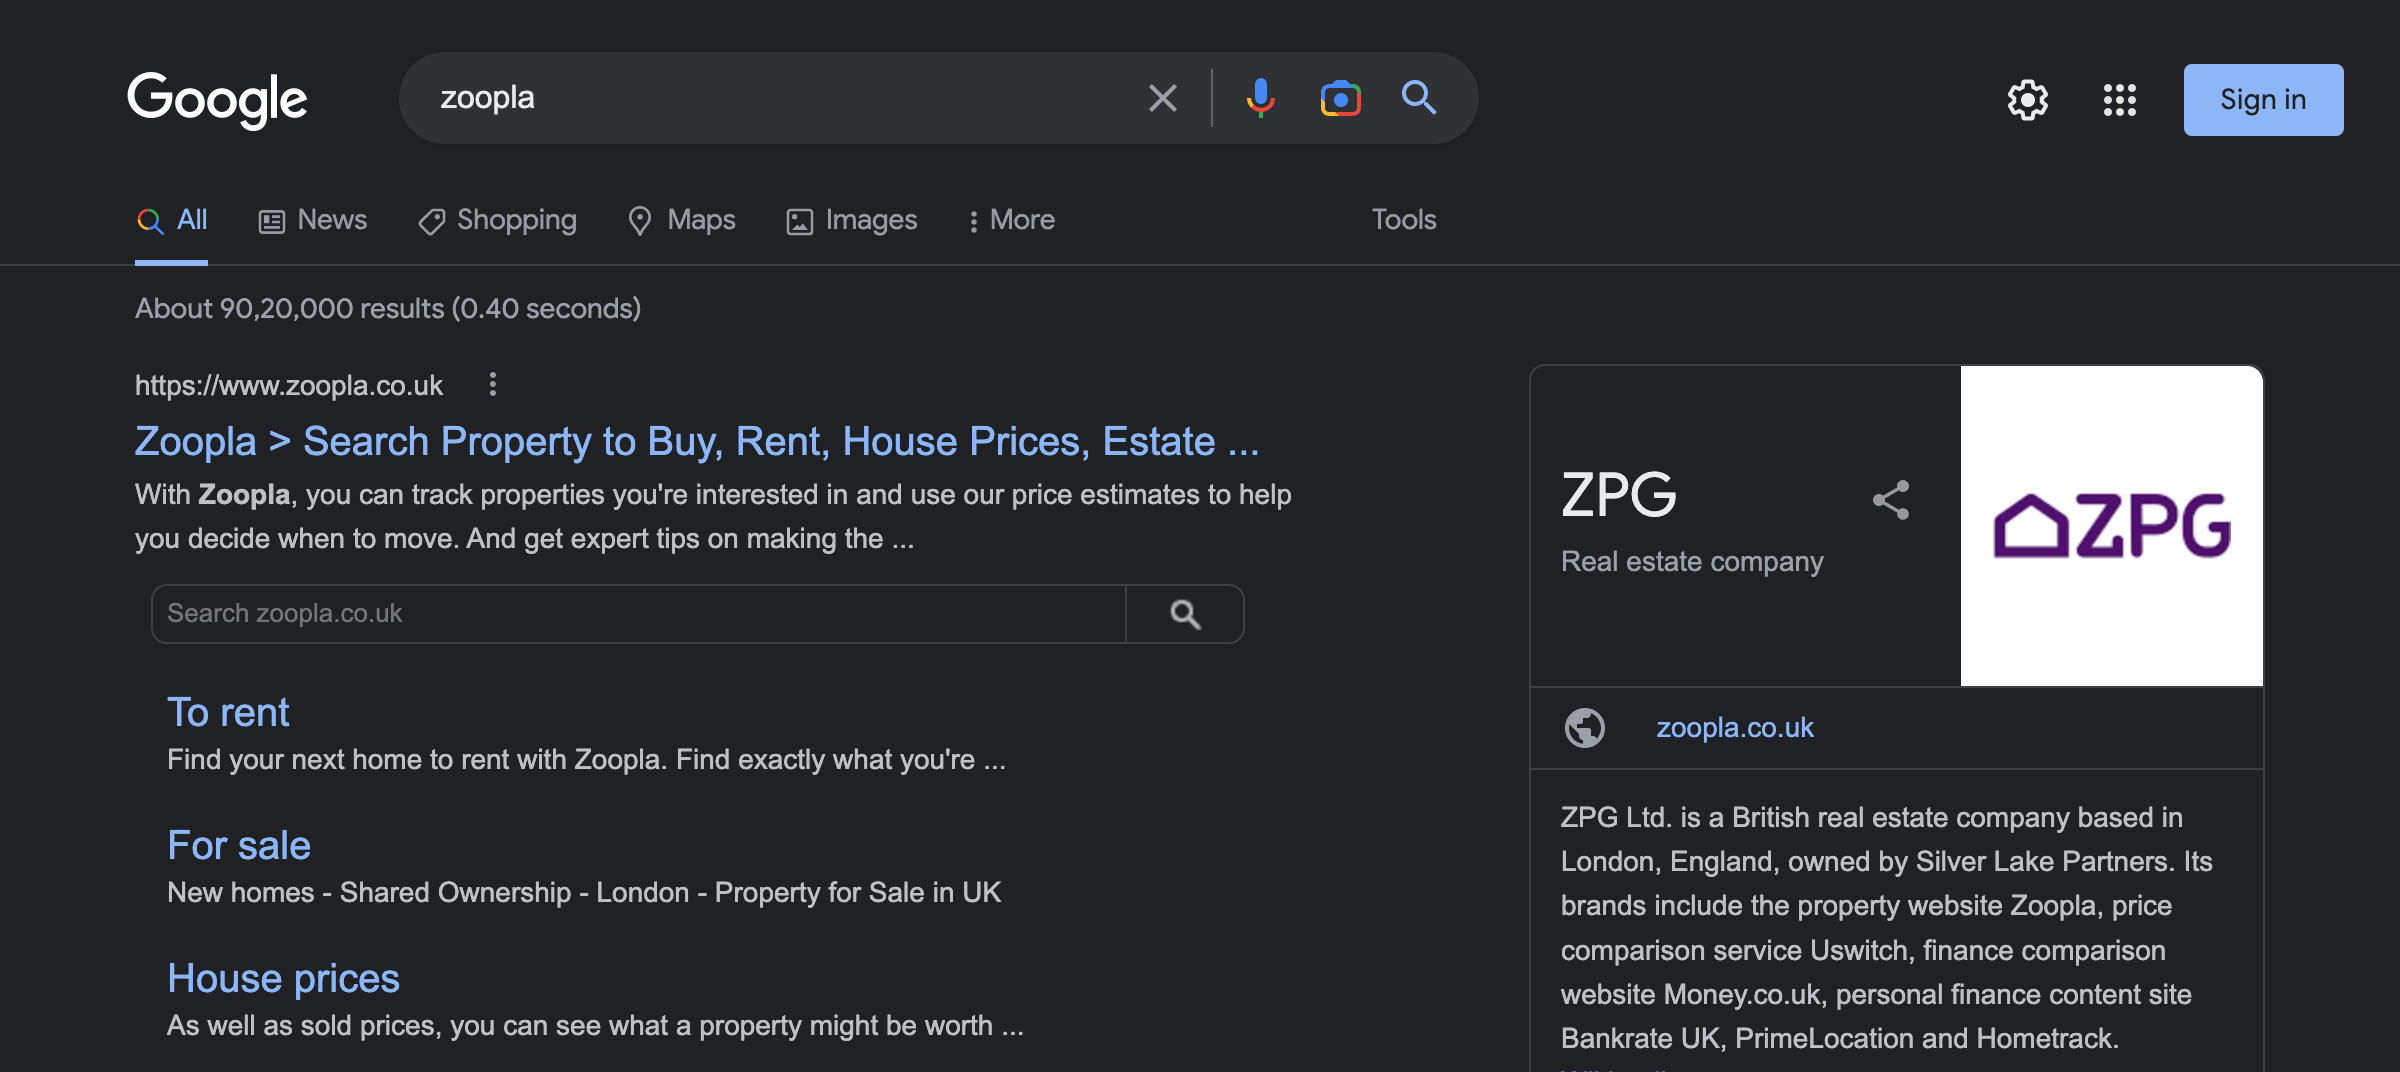 Google
zoopla
Sign in
All
News
Shopping
Maps
Images
More
Tools
About 90,20,000 results (0.40 seconds)
https://www.zoopla.co.uk
Zoopla > Search Property to Buy, Rent, House Prices, Estate ...
With Zoopla, you can track properties you're interested in and use our price estimates to help
you decide when to move. And get expert tips on making the ...
Search zoopla.co.uk
To rent
Find your next home to rent with Zoopla. Find exactly what you're ...
For sale
New homes - Shared Ownership - London - Property for Sale in UK
House prices
As well as sold prices, you can see what a property might be worth ...
ZPG
Real estate company
ZPG
zoopla.co.uk
ZPG Ltd. is a British real estate company based in
London, England, owned by Silver Lake Partners. Its
brands include the property website Zoopla, price
comparison service Uswitch, finance comparison
website Money.co.uk, personal finance content site
Bankrate UK, PrimeLocation and Hometrack.